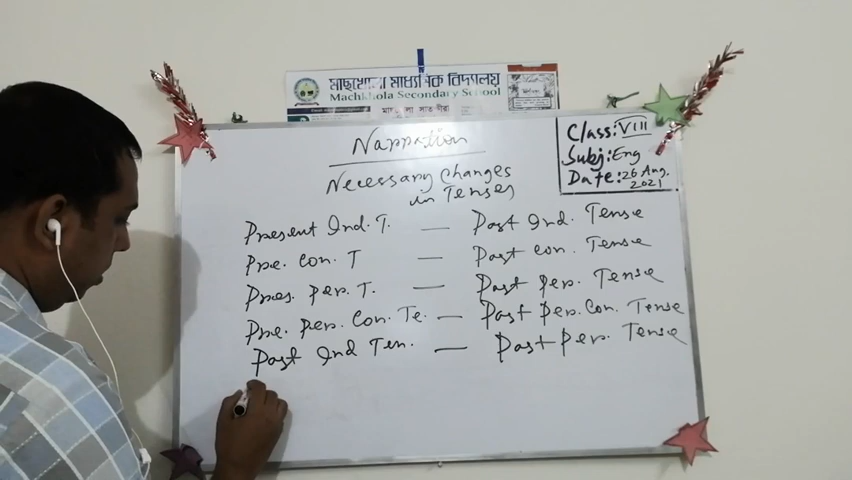 মাছখোলা মাধ্যমিক বিদ্যালয়
Machkhola Secondary School
Narration
Necessary Changes
in Tenses
Class: VIII
Subj: Eng
Date: 26 Aug. 2021
Present Ind. T. — Past Ind. Tense
Pre. Con. T — Past Con. Tense
Pres. Per. T. — Past Per. Tense
Pre. Per. Con. Te. — Past Per. Con. Tense
Past Ind Ten. — Past Per. Tense